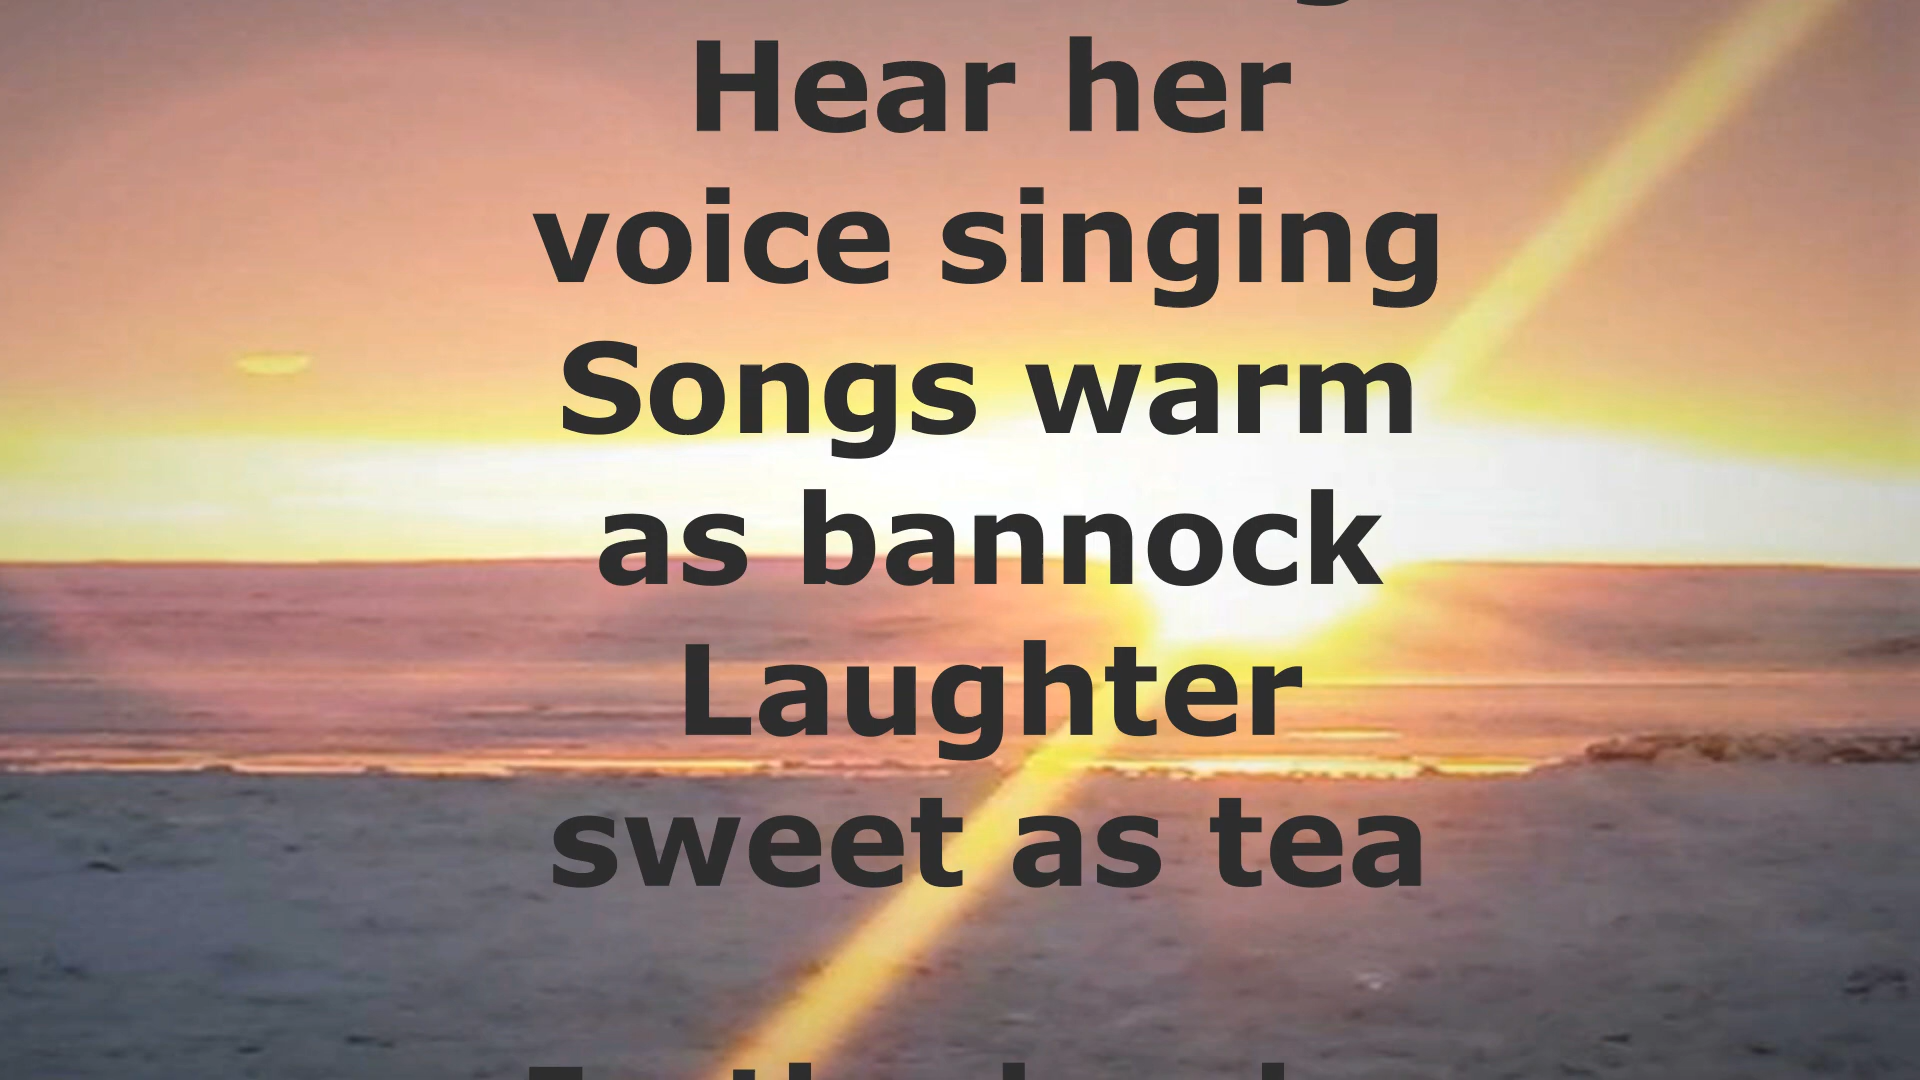 Hear her
voice singing
Songs warm
as bannock
Laughter
sweet as tea